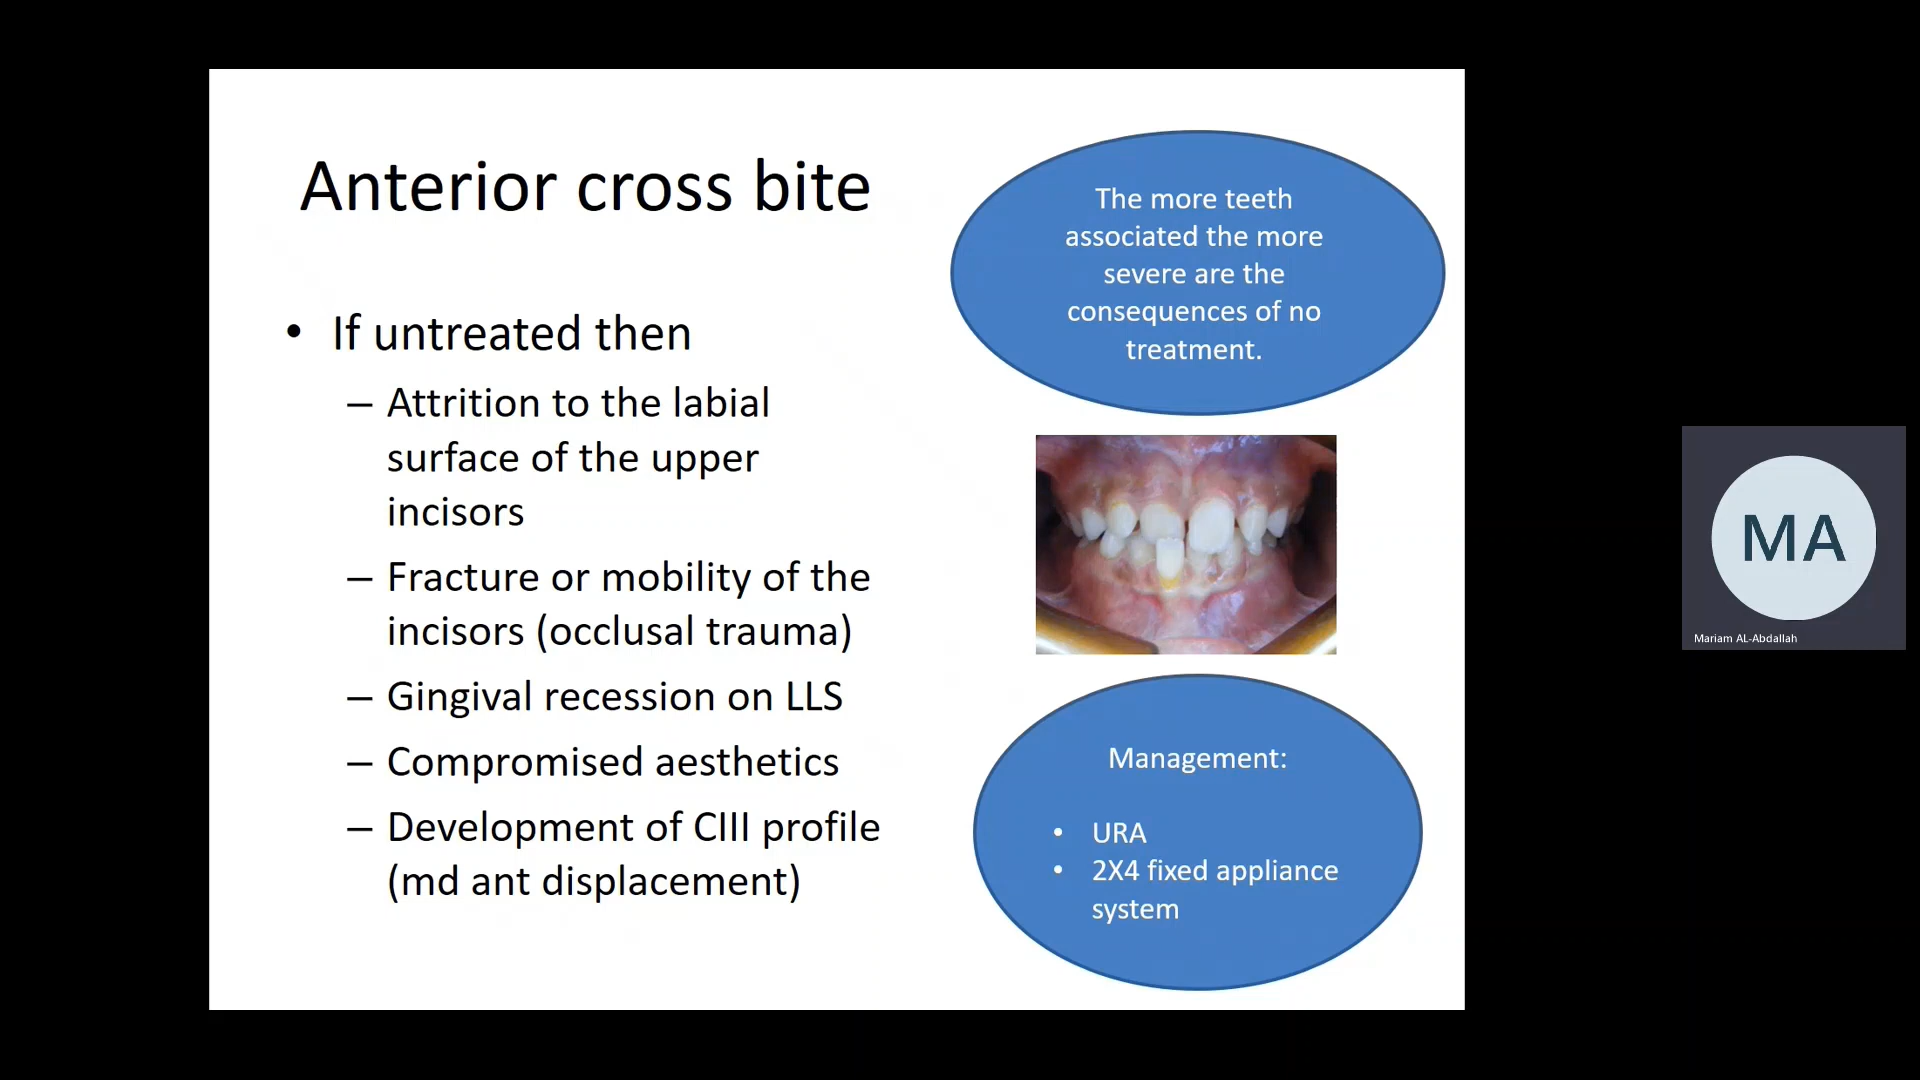 Anterior cross bite
• If untreated then
– Attrition to the labial
surface of the upper
incisors
– Fracture or mobility of the
incisors (occlusal trauma)
– Gingival recession on LLS
– Compromised aesthetics
– Development of CIII profile
(md ant displacement)
The more teeth
associated the more
severe are the
consequences of no
treatment.
Management:
• URA
• 2X4 fixed appliance
system
MA
Mariam AL-Abdallah